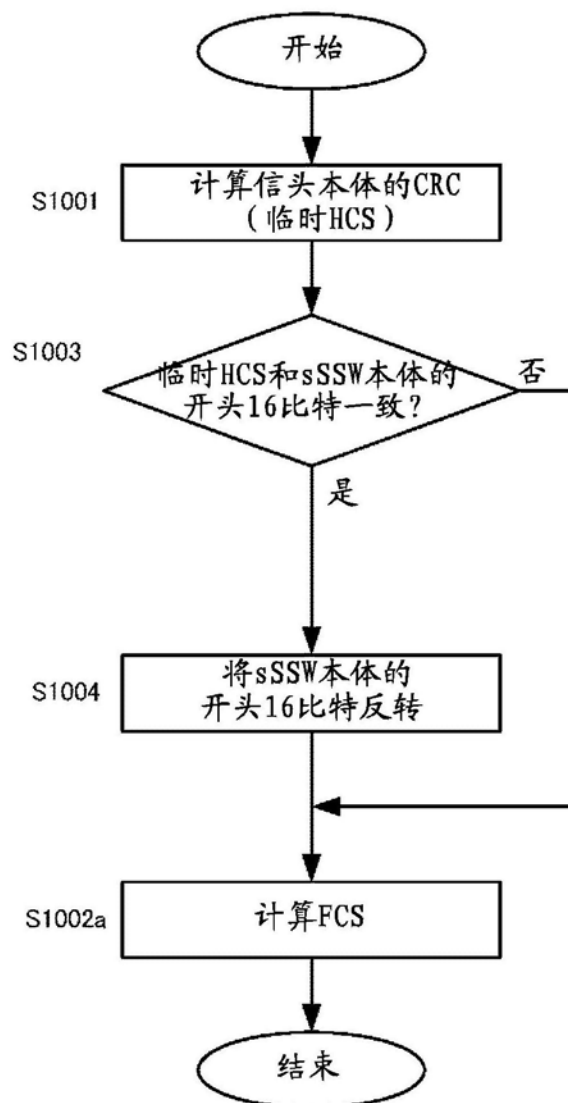 开始
S1001
计算信头本体的CRC
(临时HCS)
S1003
临时HCS和sSSW本体的
开头16比特一致?
否
是
S1004
将sSSW本体的
开头16比特反转
S1002a
计算FCS
结束